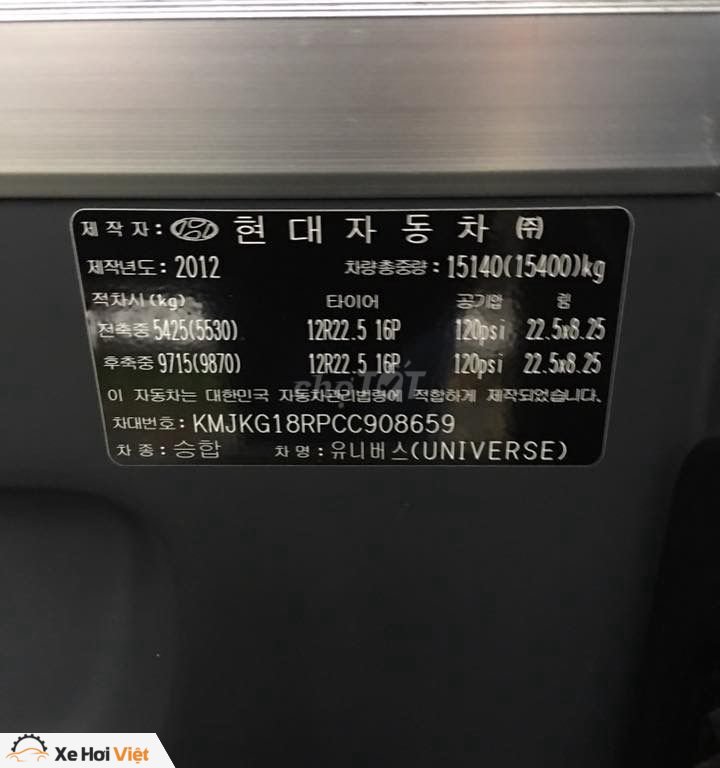 제작자: 현대자동차 ㈜
제작년도: 2012 차량총중량: 15140(15400)kg
적차시(kg) 타이어 공기압 림
전축중 5425(5530) 12R22.5 16P 120psi 22.5x8.25
후축중 9715(9870) 12R22.5 16P 120psi 22.5x8.25
이 자동차는 대한민국 자동차관리법령에 적합하게 제작되었습니다.
차대번호: KMJKG18RPCC908659
차종: 승합 차명: 유니버스(UNIVERSE)
chợTỐT
Xe Hơi Việt